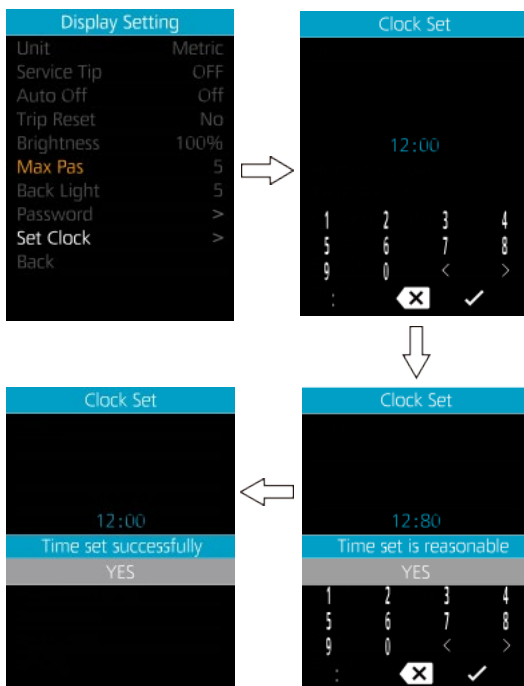 Display Setting
Unit Metric
Service Tip OFF
Auto Off Off
Trip Reset No
Brightness 100%
Max Pas 5
Back Light 5
Password >
Set Clock >
Back
Clock Set
12:00
1 2 3 4
5 6 7 8
9 0 < >
:
Clock Set
12:80
Time set is reasonable
YES
1 2 3 4
5 6 7 8
9 0 < >
:
Clock Set
12:00
Time set successfully
YES